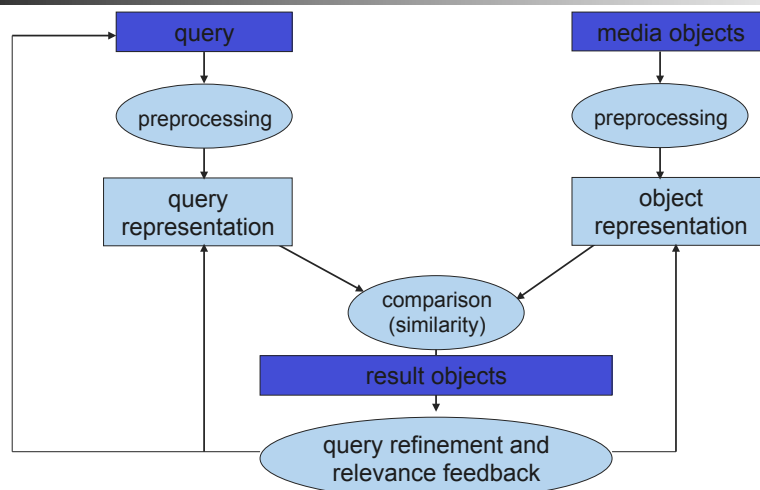 query
media objects
preprocessing
preprocessing
query
representation
object
representation
comparison
(similarity)
result objects
query refinement and
relevance feedback